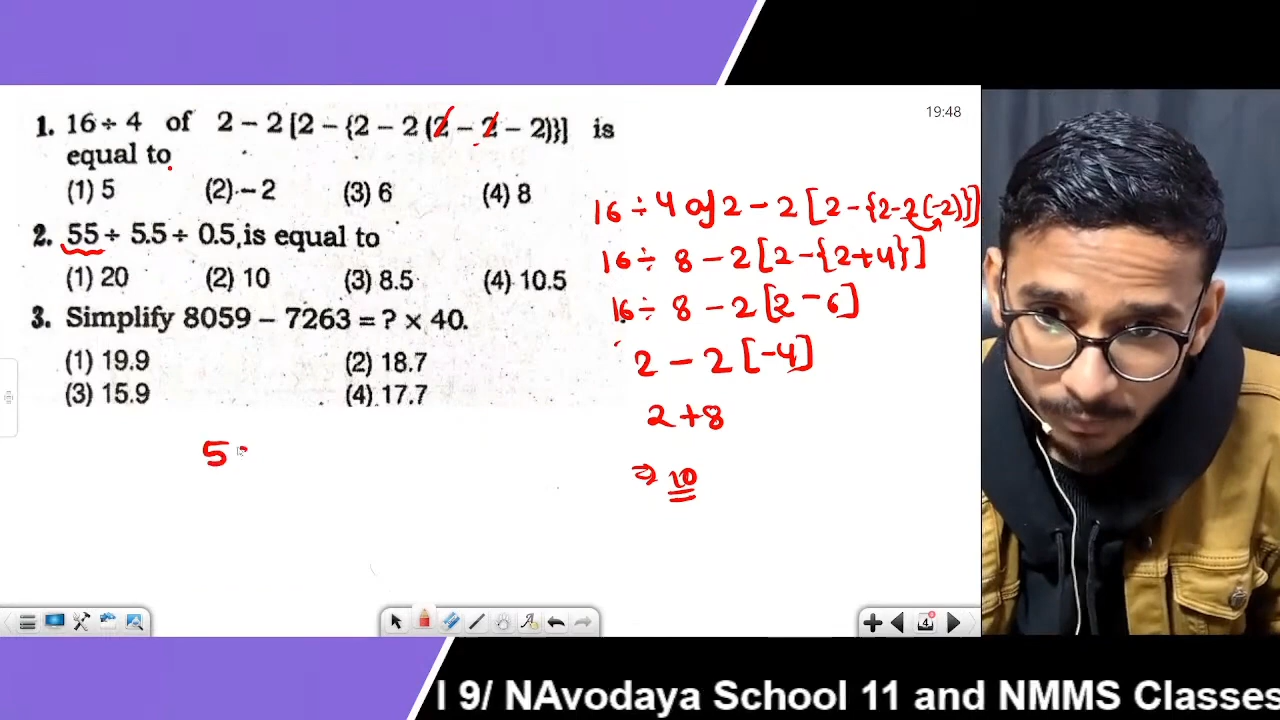 19:48
1. 16 ÷ 4 of 2 – 2 [2 – {2 – 2 (2 – 2 – 2)}] is
equal to
(1) 5 (2) – 2 (3) 6 (4) 8
2. 55 ÷ 5.5 ÷ 0.5, is equal to
(1) 20 (2) 10 (3) 8.5 (4) 10.5
3. Simplify 8059 – 7263 = ? × 40.
(1) 19.9 (2) 18.7
(3) 15.9 (4) 17.7
16 ÷ 4 of 2 – 2 [2 – {2 – 2 (–2)}]
16 ÷ 8 – 2 [2 – {2 + 4}]
16 ÷ 8 – 2 [2 – 6]
2 – 2 [–4]
2 + 8
⇒ 10
5
4
l 9/ NAvodaya School 11 and NMMS Classes